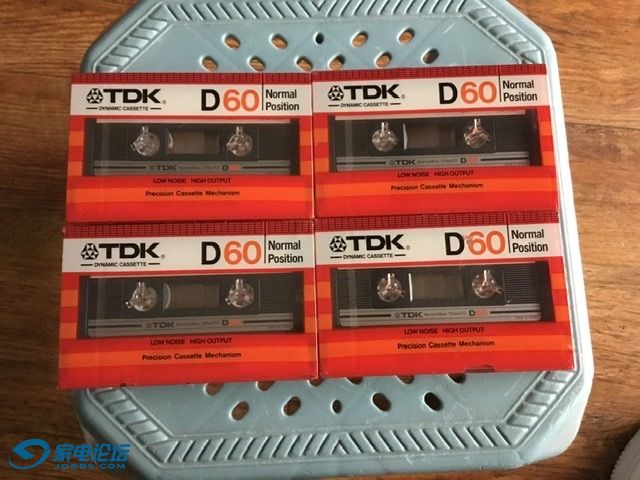 TDK®
DYNAMIC CASSETTE
D60
Normal
Position
TDK
D
LOW NOISE HIGH OUTPUT
Precision Cassette Mechanism
TDK®
DYNAMIC CASSETTE
D60
Normal
Position
TDK
D
LOW NOISE HIGH OUTPUT
Precision Cassette Mechanism
TDK®
DYNAMIC CASSETTE
D60
Normal
Position
TDK
D60
LOW NOISE HIGH OUTPUT
Precision Cassette Mechanism
TDK®
DYNAMIC CASSETTE
D60
Normal
Position
TDK
D60
LOW NOISE HIGH OUTPUT
Precision Cassette Mechanism
家电论坛
JDBBS.COM